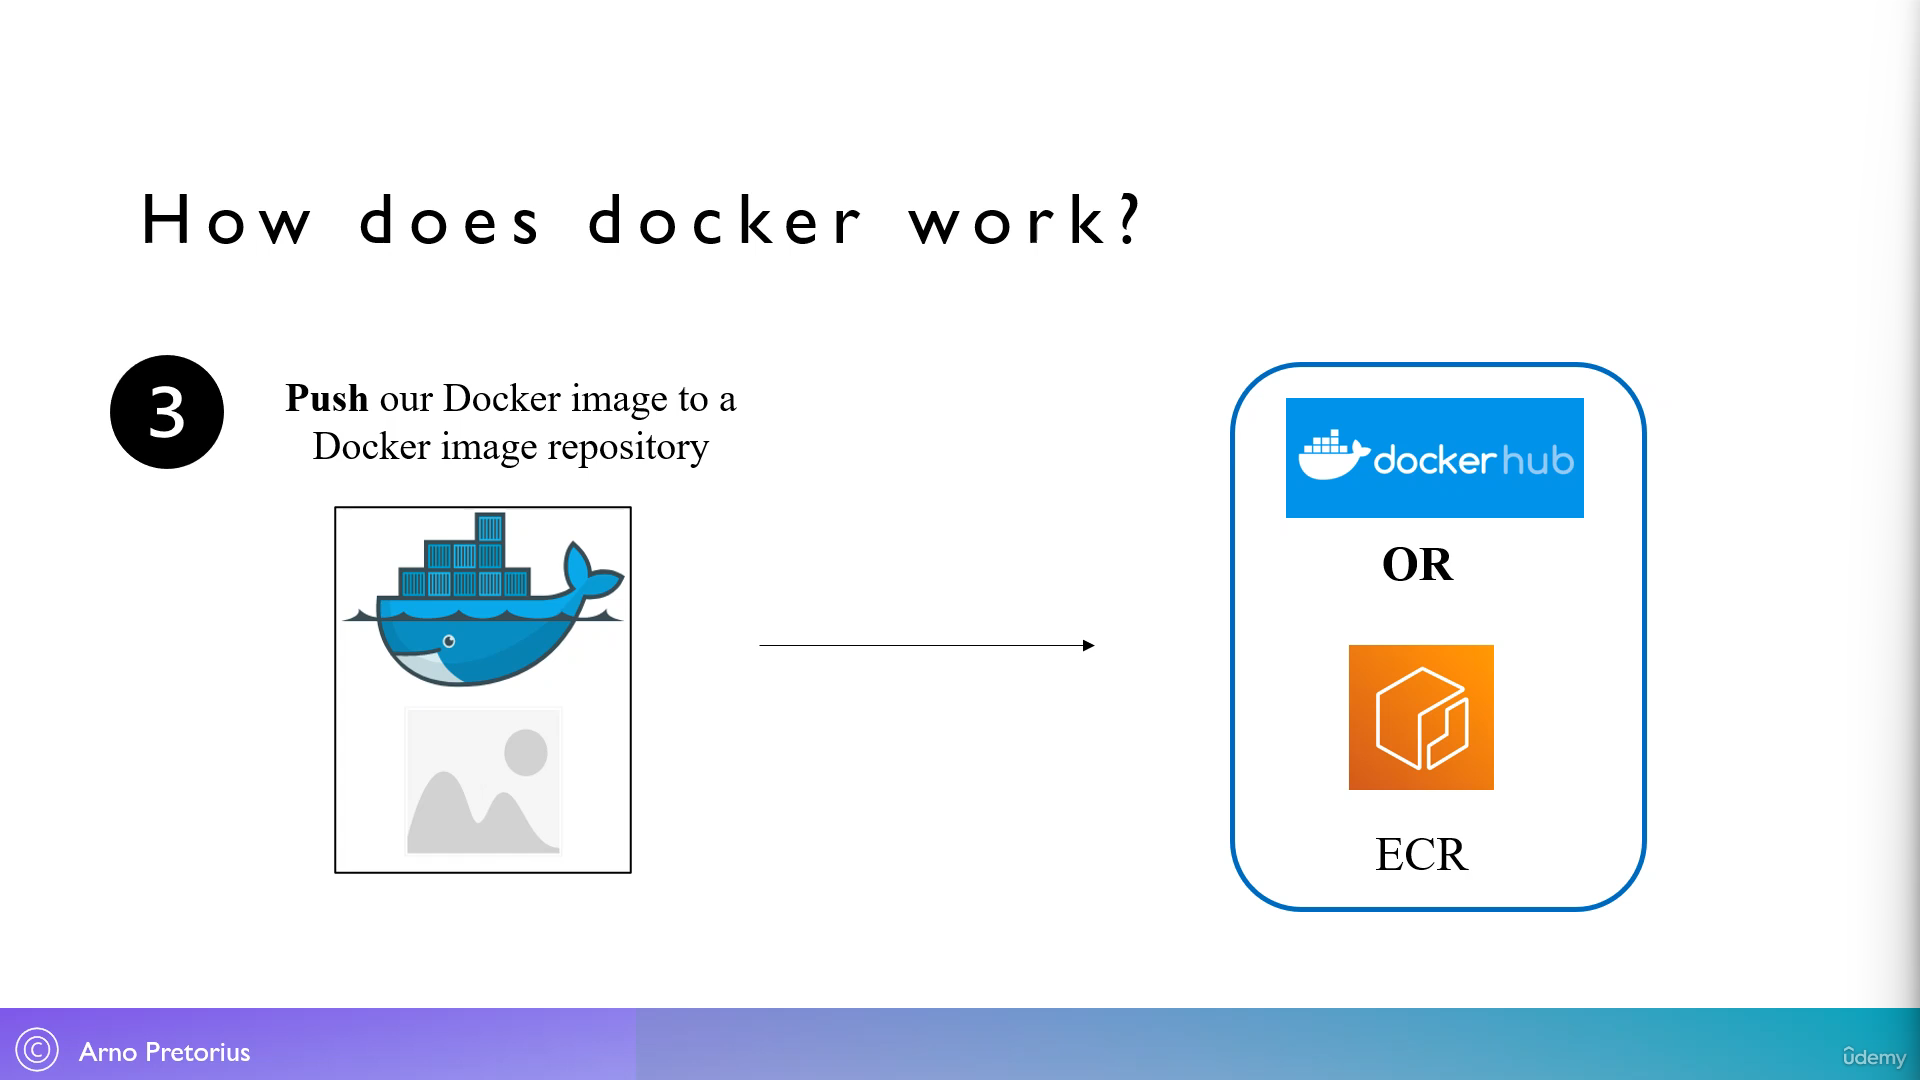 How does docker work?
3
Push our Docker image to a
Docker image repository
docker hub
OR
ECR
© Arno Pretorius
ûdemy